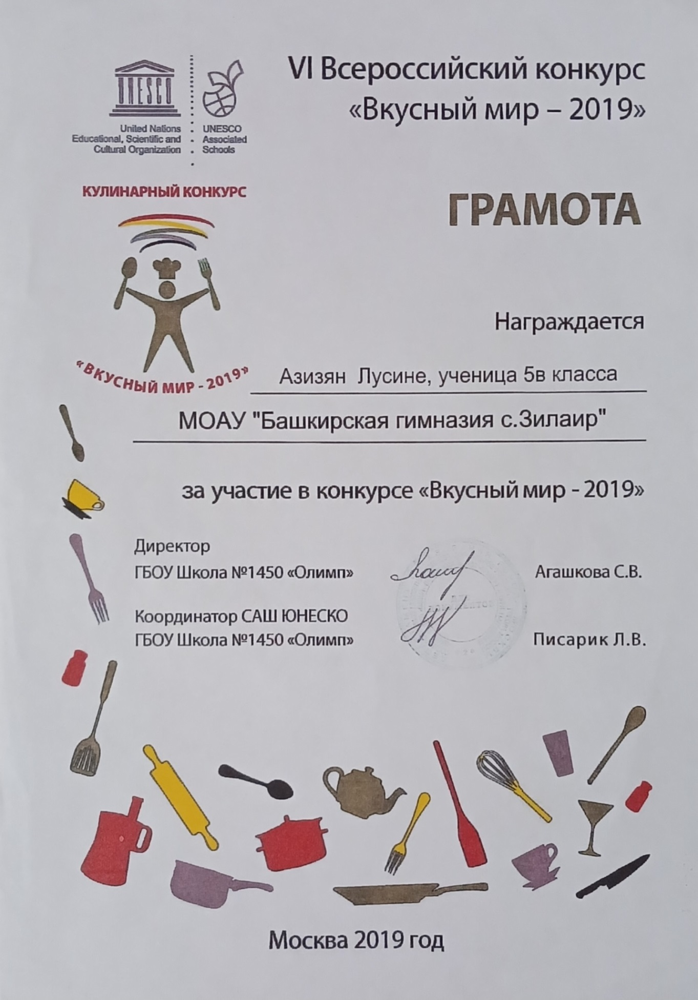 UNESCO
United Nations
Educational, Scientific and
Cultural Organization
UNESCO
Associated
Schools
VI Всероссийский конкурс
«Вкусный мир – 2019»
КУЛИНАРНЫЙ КОНКУРС
«ВКУСНЫЙ МИР - 2019»
ГРАМОТА
Награждается
Азизян Лусине, ученица 5в класса
МОАУ "Башкирская гимназия с.Зилаир"
за участие в конкурсе «Вкусный мир - 2019»
Директор
ГБОУ Школа №1450 «Олимп» Агашкова С.В.
Координатор САШ ЮНЕСКО
ГБОУ Школа №1450 «Олимп» Писарик Л.В.
Москва 2019 год